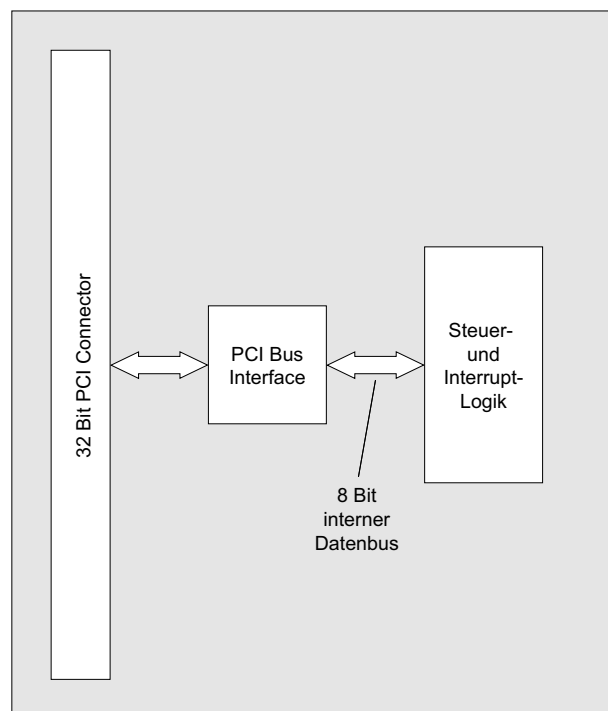 32 Bit PCI Connector
PCI Bus
Interface
Steuer-
und
Interrupt-
Logik
8 Bit
interner
Datenbus